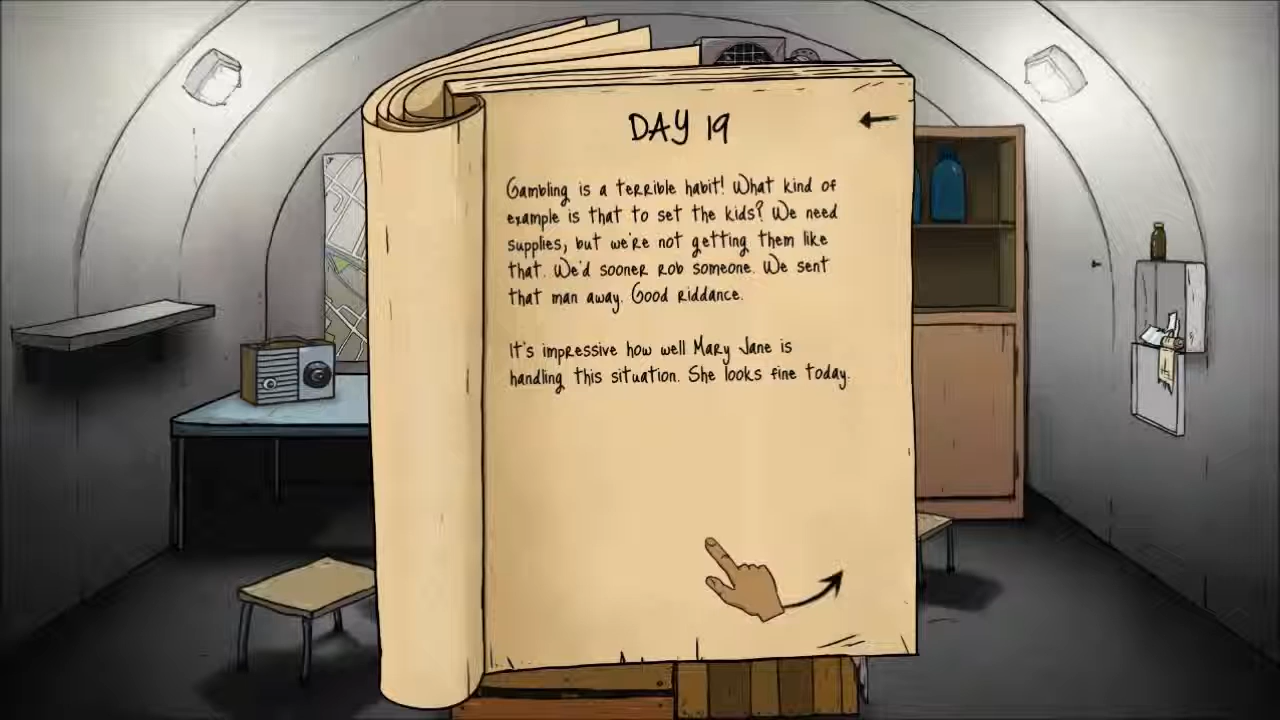 DAY 19
Gambling is a terrible habit! What kind of
example is that to set the kids? We need
supplies, but we're not getting them like
that. We'd sooner rob someone. We sent
that man away. Good riddance.
It's impressive how well Mary Jane is
handling this situation. She looks fine today.